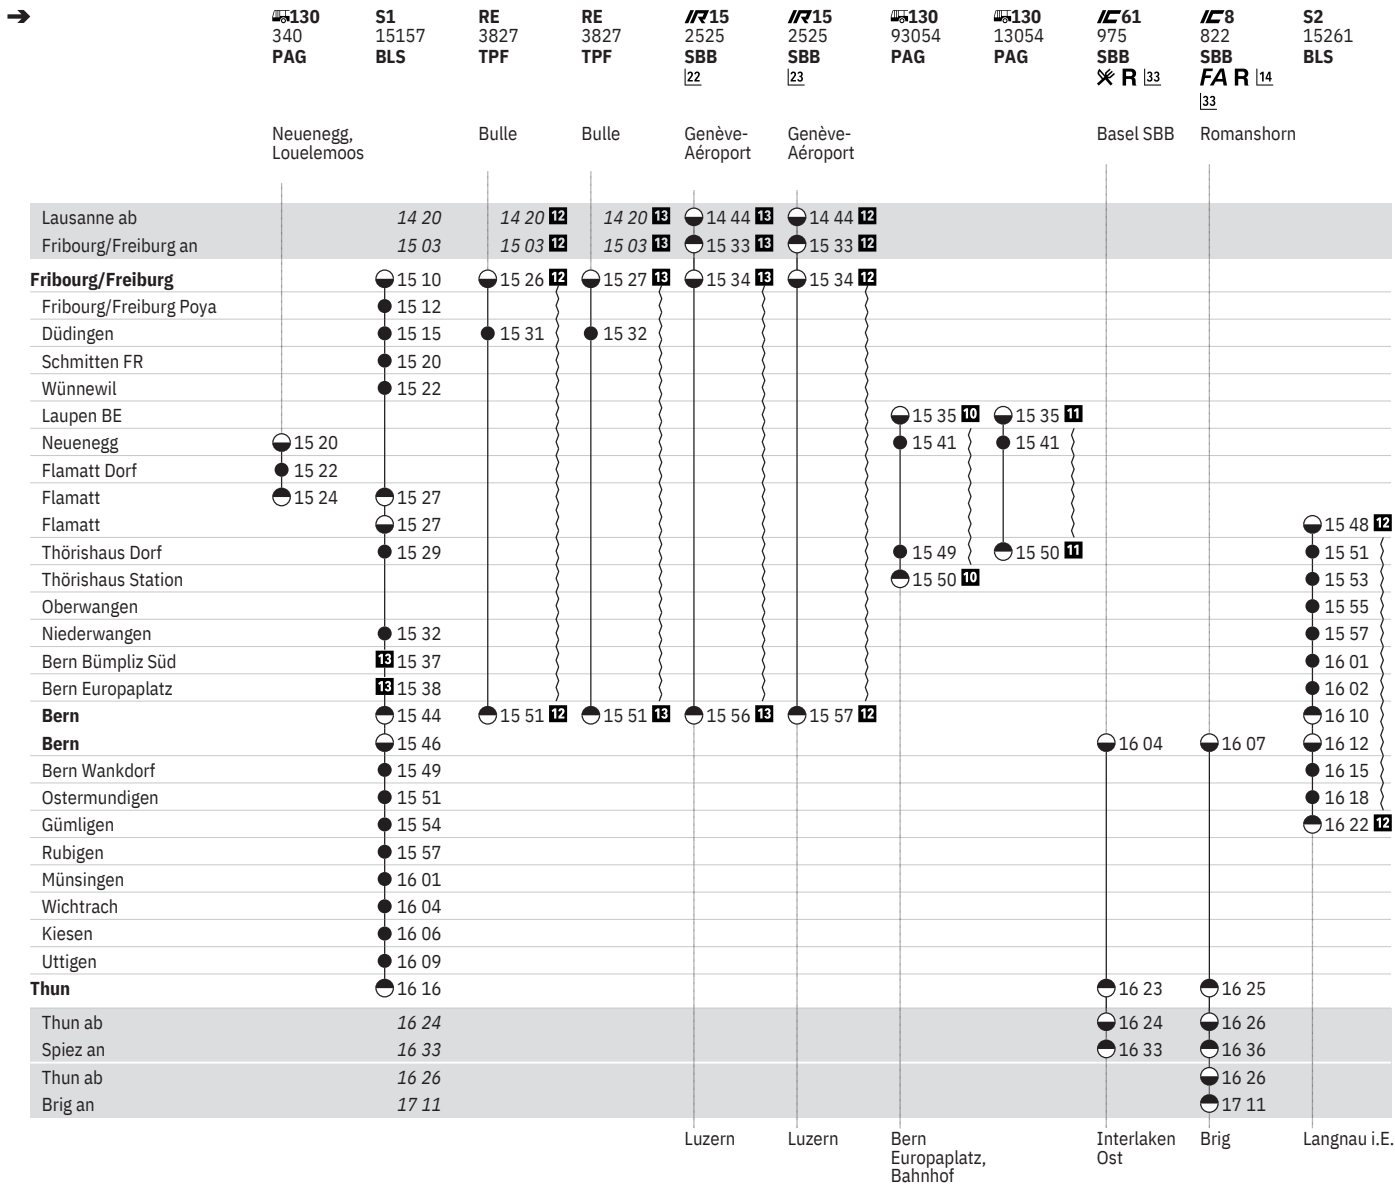 ➔ 130 S1 RE RE IR15 IR15 130 130 IC61 IC8 S2
340 15157 3827 3827 2525 2525 93054 13054 975 822 15261
PAG BLS TPF TPF SBB SBB PAG PAG SBB SBB BLS
22 23 R 33 FA R 14
33
Neuenegg, Bulle Bulle Genève- Genève- Basel SBB Romanshorn
Louelemoos Aéroport Aéroport
Lausanne ab 14 20 14 20 12 14 20 13 14 44 13 14 44 12
Fribourg/Freiburg an 15 03 15 03 12 15 03 13 15 33 13 15 33 12
Fribourg/Freiburg 15 10 15 26 12 15 27 13 15 34 13 15 34 12
Fribourg/Freiburg Poya 15 12
Düdingen 15 15 15 31 15 32
Schmitten FR 15 20
Wünnewil 15 22
Laupen BE 15 35 10 15 35 11
Neuenegg 15 20 15 41 15 41
Flamatt Dorf 15 22
Flamatt 15 24 15 27
Flamatt 15 27 15 48 12
Thörishaus Dorf 15 29 15 49 15 50 11 15 51
Thörishaus Station 15 50 10 15 53
Oberwangen 15 55
Niederwangen 15 32 15 57
Bern Bümpliz Süd 13 15 37 16 01
Bern Europaplatz 13 15 38 16 02
Bern 15 44 15 51 12 15 51 13 15 56 13 15 57 12 16 10
Bern 15 46 16 04 16 07 16 12
Bern Wankdorf 15 49 16 15
Ostermundigen 15 51 16 18
Gümligen 15 54 16 22 12
Rubigen 15 57
Münsingen 16 01
Wichtrach 16 04
Kiesen 16 06
Uttigen 16 09
Thun 16 16 16 23 16 25
Thun ab 16 24 16 24 16 26
Spiez an 16 33 16 33 16 36
Thun ab 16 26 16 26
Brig an 17 11 17 11
Luzern Luzern Bern Interlaken Brig Langnau i.E.
Europaplatz, Ost
Bahnhof